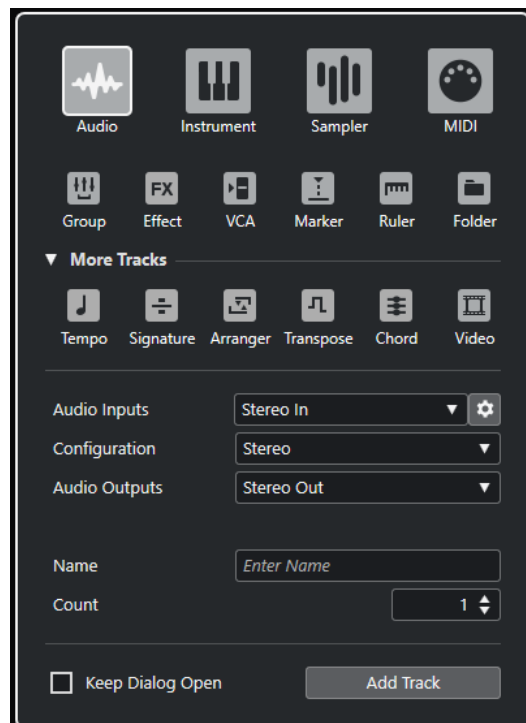 Audio Instrument Sampler MIDI
FX
Group Effect VCA Marker Ruler Folder
More Tracks
Tempo Signature Arranger Transpose Chord Video
Audio Inputs Stereo In
Configuration Stereo
Audio Outputs Stereo Out
Name Enter Name
Count 1
Keep Dialog Open Add Track